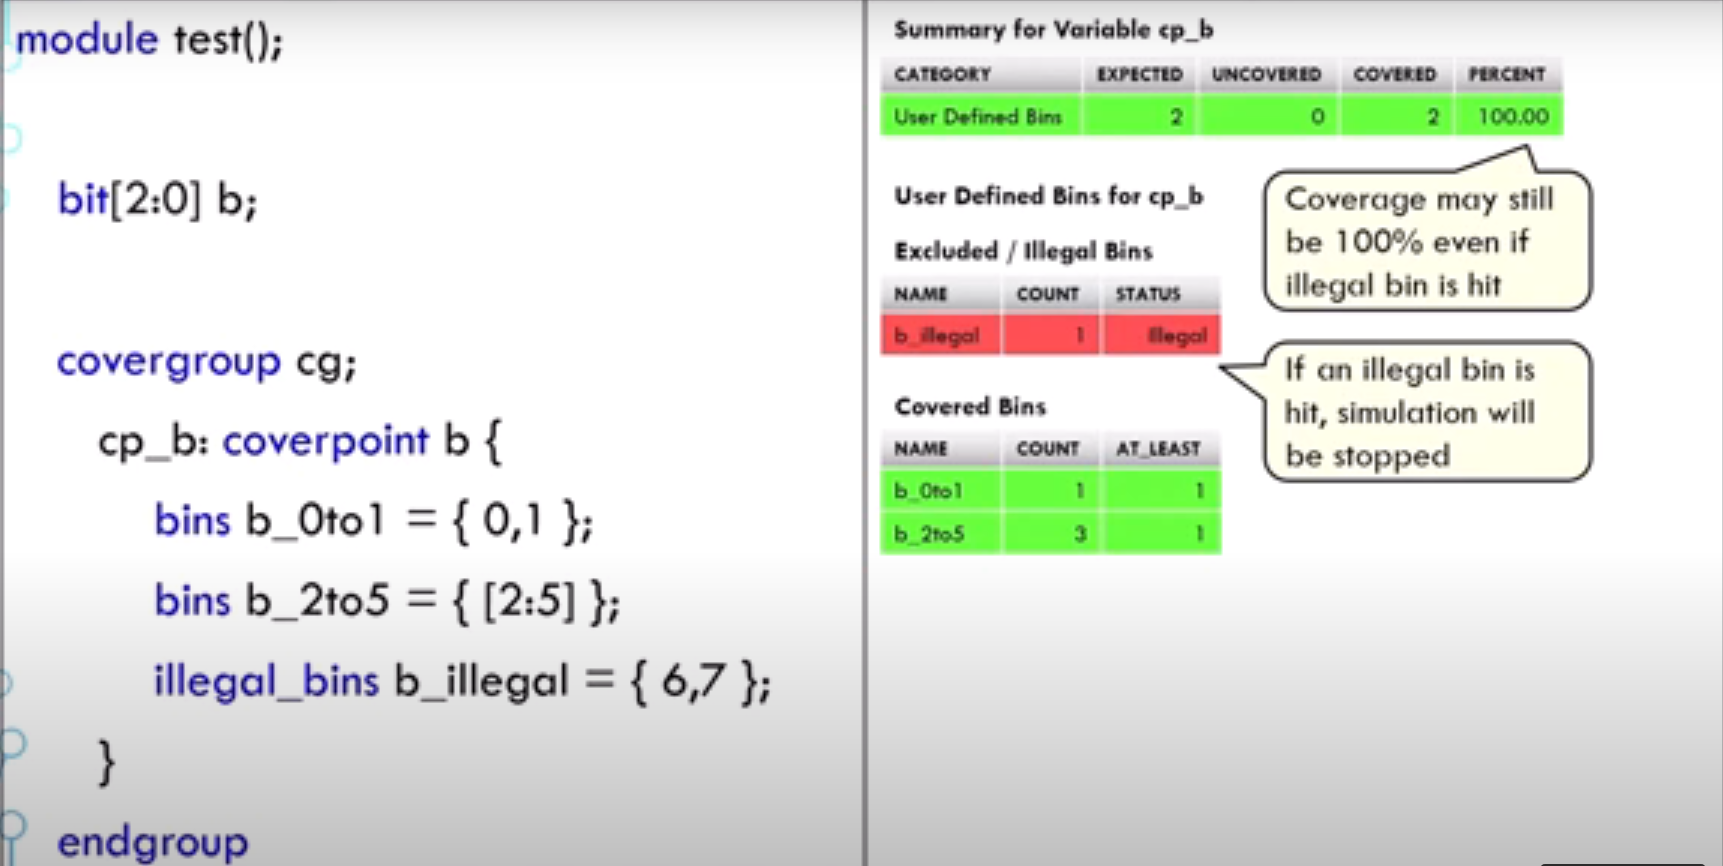 module test();
bit[2:0] b;
covergroup cg;
cp_b: coverpoint b {
bins b_0to1 = { 0,1 };
bins b_2to5 = { [2:5] };
illegal_bins b_illegal = { 6,7 };
}
endgroup
Summary for Variable cp_b
CATEGORY EXPECTED UNCOVERED COVERED PERCENT
User Defined Bins 2 0 2 100.00
Coverage may still
be 100% even if
illegal bin is hit
User Defined Bins for cp_b
Excluded / Illegal Bins
NAME COUNT STATUS
b_illegal 1 Illegal
If an illegal bin is
hit, simulation will
be stopped
Covered Bins
NAME COUNT AT_LEAST
b_0to1 1 1
b_2to5 3 1